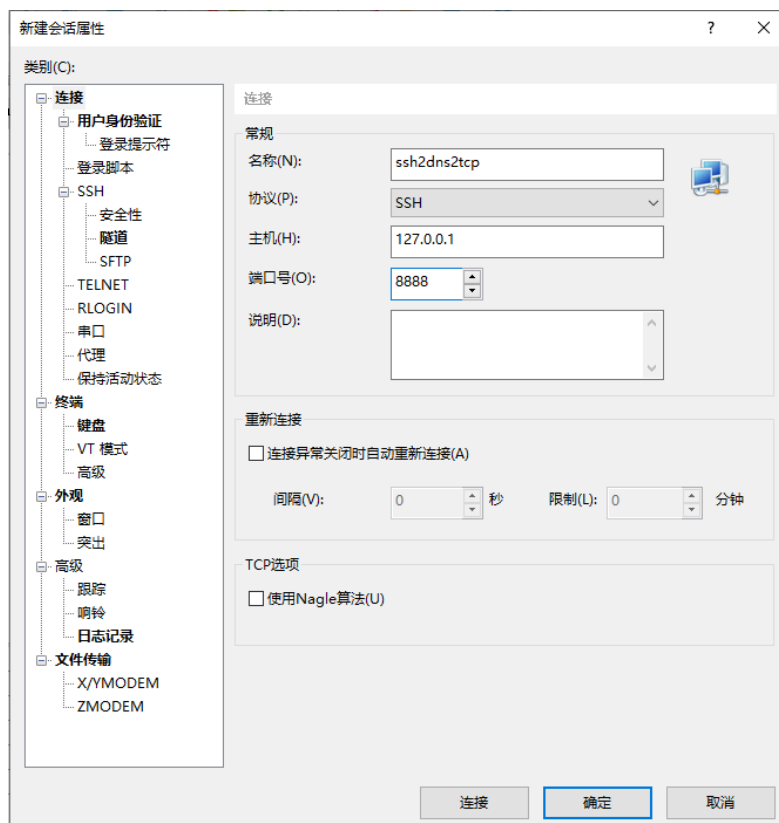 新建会话属性
?
类别(C):
连接
用户身份验证
登录提示符
登录脚本
SSH
安全性
隧道
SFTP
TELNET
RLOGIN
串口
代理
保持活动状态
终端
键盘
VT 模式
高级
外观
窗口
突出
高级
跟踪
响铃
日志记录
文件传输
X/YMODEM
ZMODEM
连接
常规
名称(N): ssh2dns2tcp
协议(P): SSH
主机(H): 127.0.0.1
端口号(O): 8888
说明(D):
重新连接
连接异常关闭时自动重新连接(A)
间隔(V): 0 秒 限制(L): 0 分钟
TCP选项
使用Nagle算法(U)
连接 确定 取消